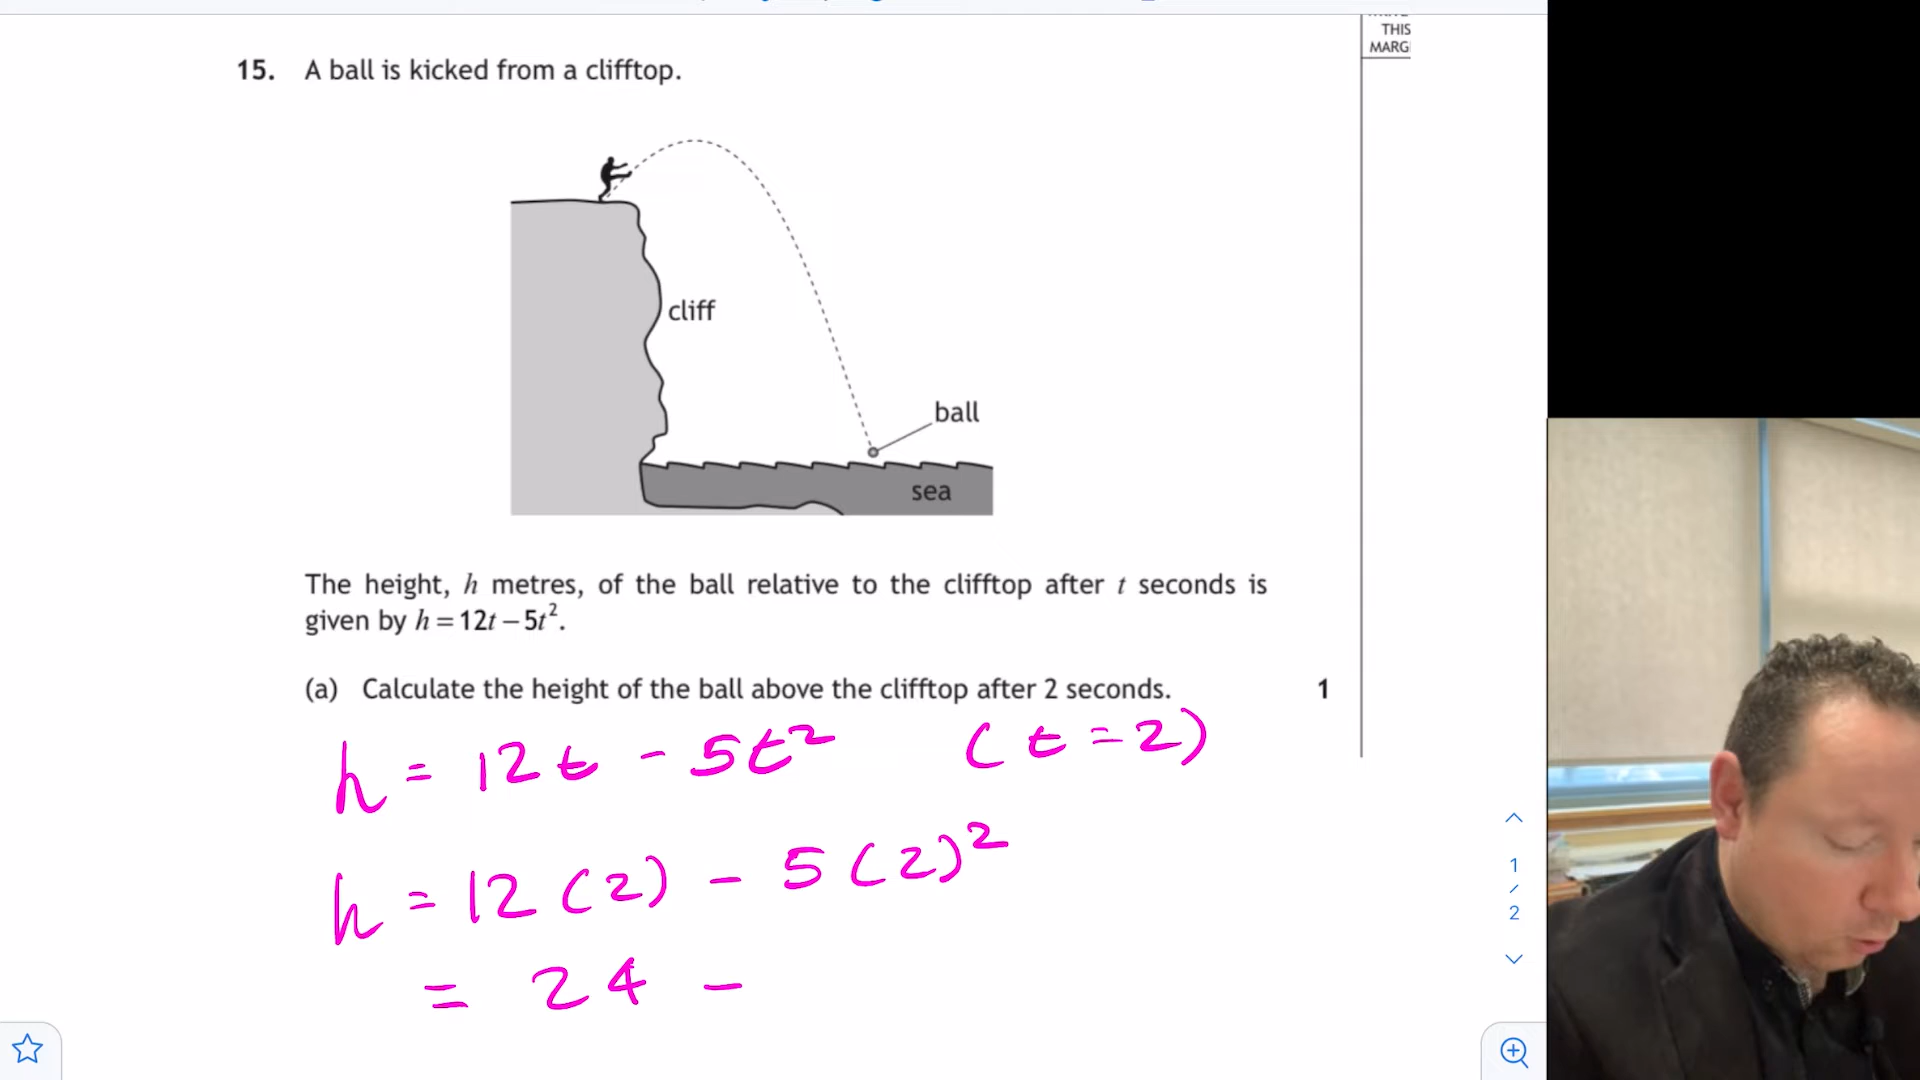 THIS
MARG
15. A ball is kicked from a clifftop.
cliff
ball
sea
The height, h metres, of the ball relative to the clifftop after t seconds is
given by h = 12t – 5t².
(a) Calculate the height of the ball above the clifftop after 2 seconds. 1
h = 12t - 5t² (t = 2)
h = 12(2) - 5(2)²
= 24 -
1
/
2